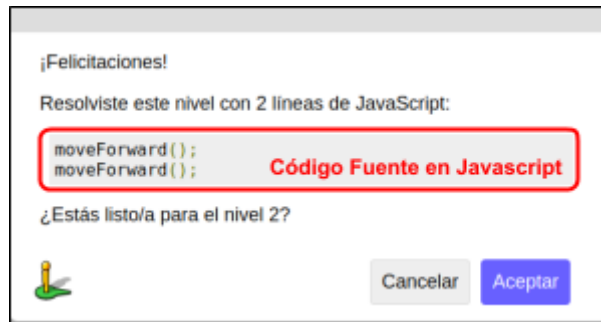 ¡Felicitaciones!
Resolviste este nivel con 2 líneas de JavaScript:
moveForward();
moveForward();
Código Fuente en Javascript
¿Estás listo/a para el nivel 2?
Cancelar
Aceptar